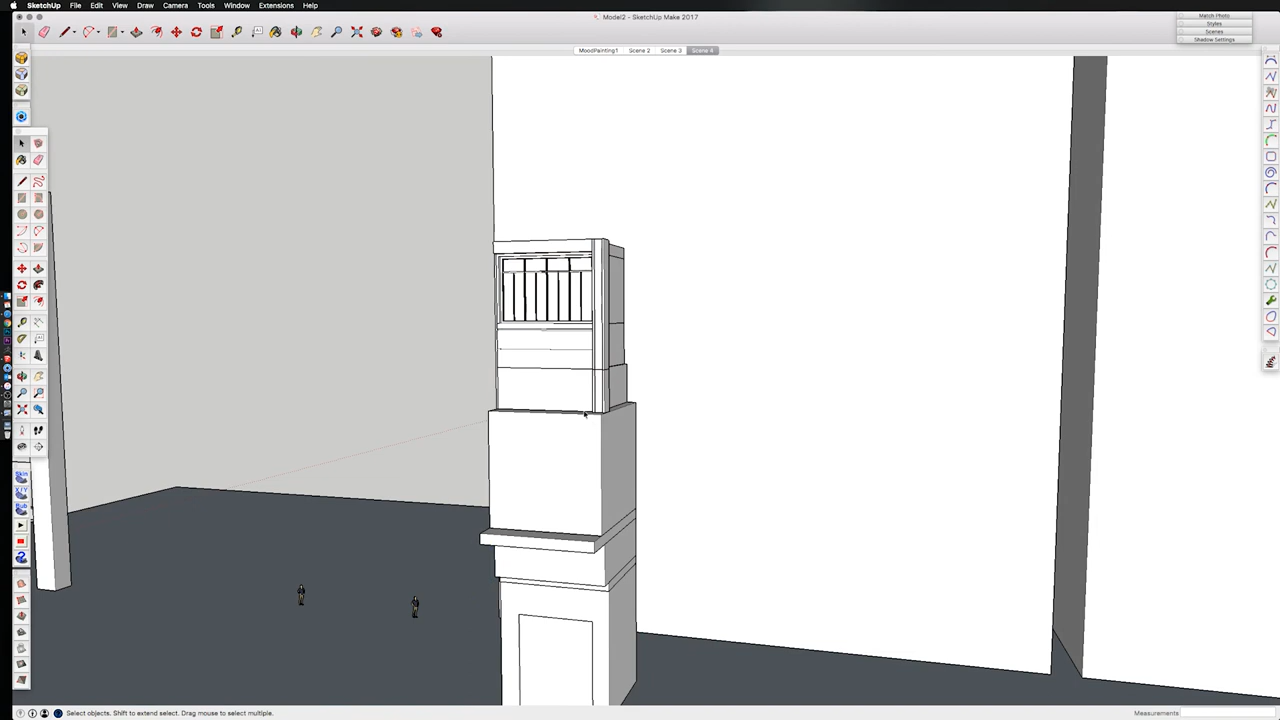 SketchUp File Edit View Draw Camera Tools Window Extensions Help
Model2 - SketchUp Make 2017
Match Photo
Styles
Scenes
Shadow Settings
MoodPainting1 Scene 2 Scene 3 Scene 4
Skin
X/Y
Bub
Select objects. Shift to extend select. Drag mouse to select multiple.
Measurements